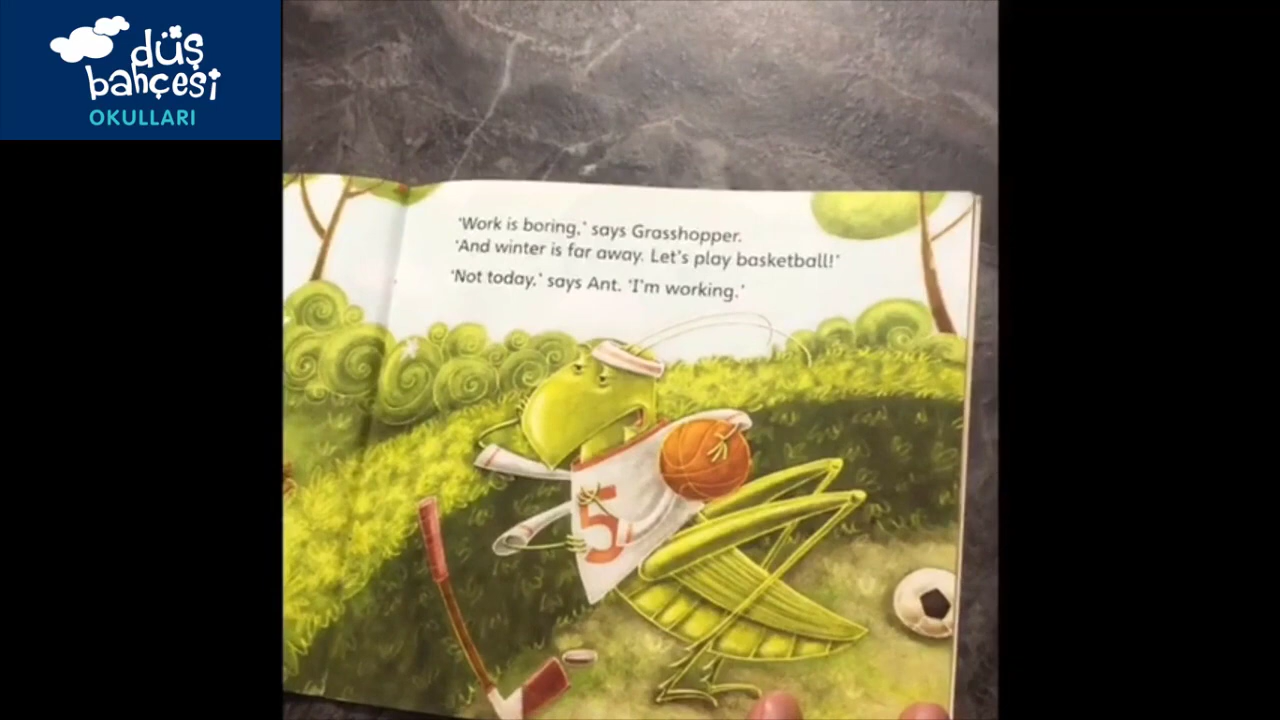 düş
bahçesi
OKULLARI
'Work is boring,' says Grasshopper.
'And winter is far away. Let's play basketball!'
'Not today,' says Ant. 'I'm working.'
5